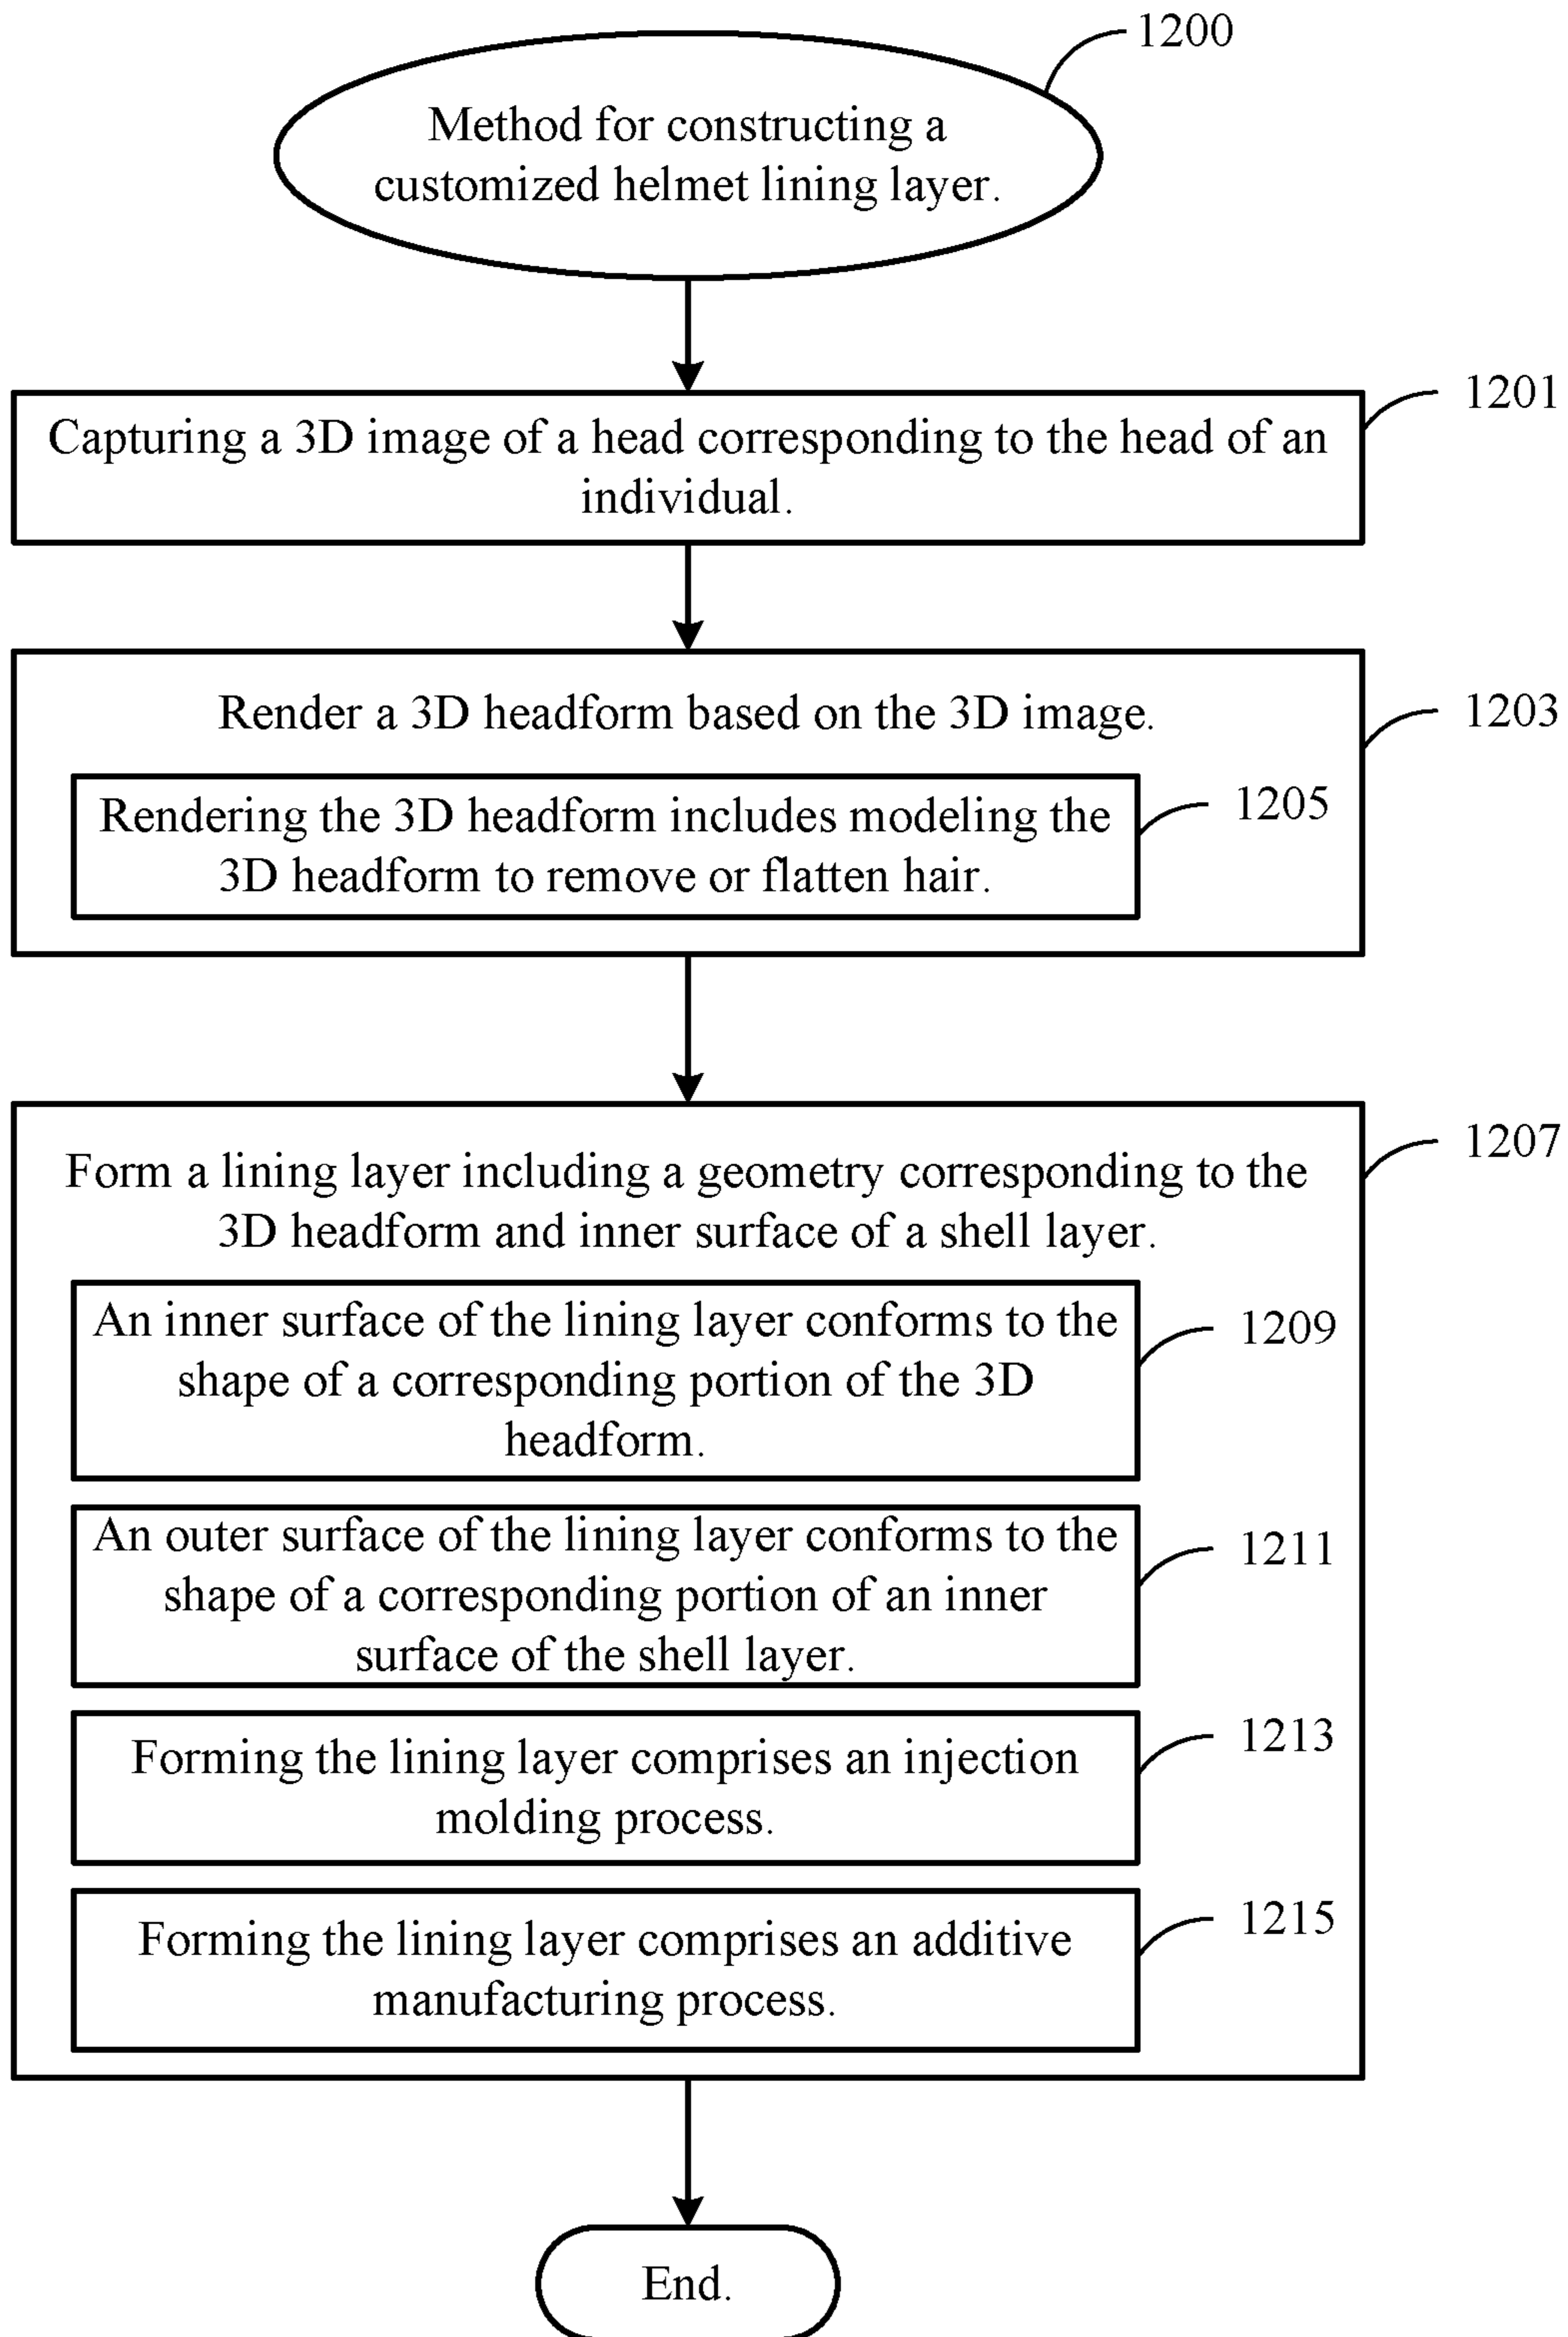 1200
Method for constructing a
customized helmet lining layer.
1201
Capturing a 3D image of a head corresponding to the head of an
individual.
1203
Render a 3D headform based on the 3D image.
1205
Rendering the 3D headform includes modeling the
3D headform to remove or flatten hair.
1207
Form a lining layer including a geometry corresponding to the
3D headform and inner surface of a shell layer.
1209
An inner surface of the lining layer conforms to the
shape of a corresponding portion of the 3D
headform.
1211
An outer surface of the lining layer conforms to the
shape of a corresponding portion of an inner
surface of the shell layer.
1213
Forming the lining layer comprises an injection
molding process.
1215
Forming the lining layer comprises an additive
manufacturing process.
End.